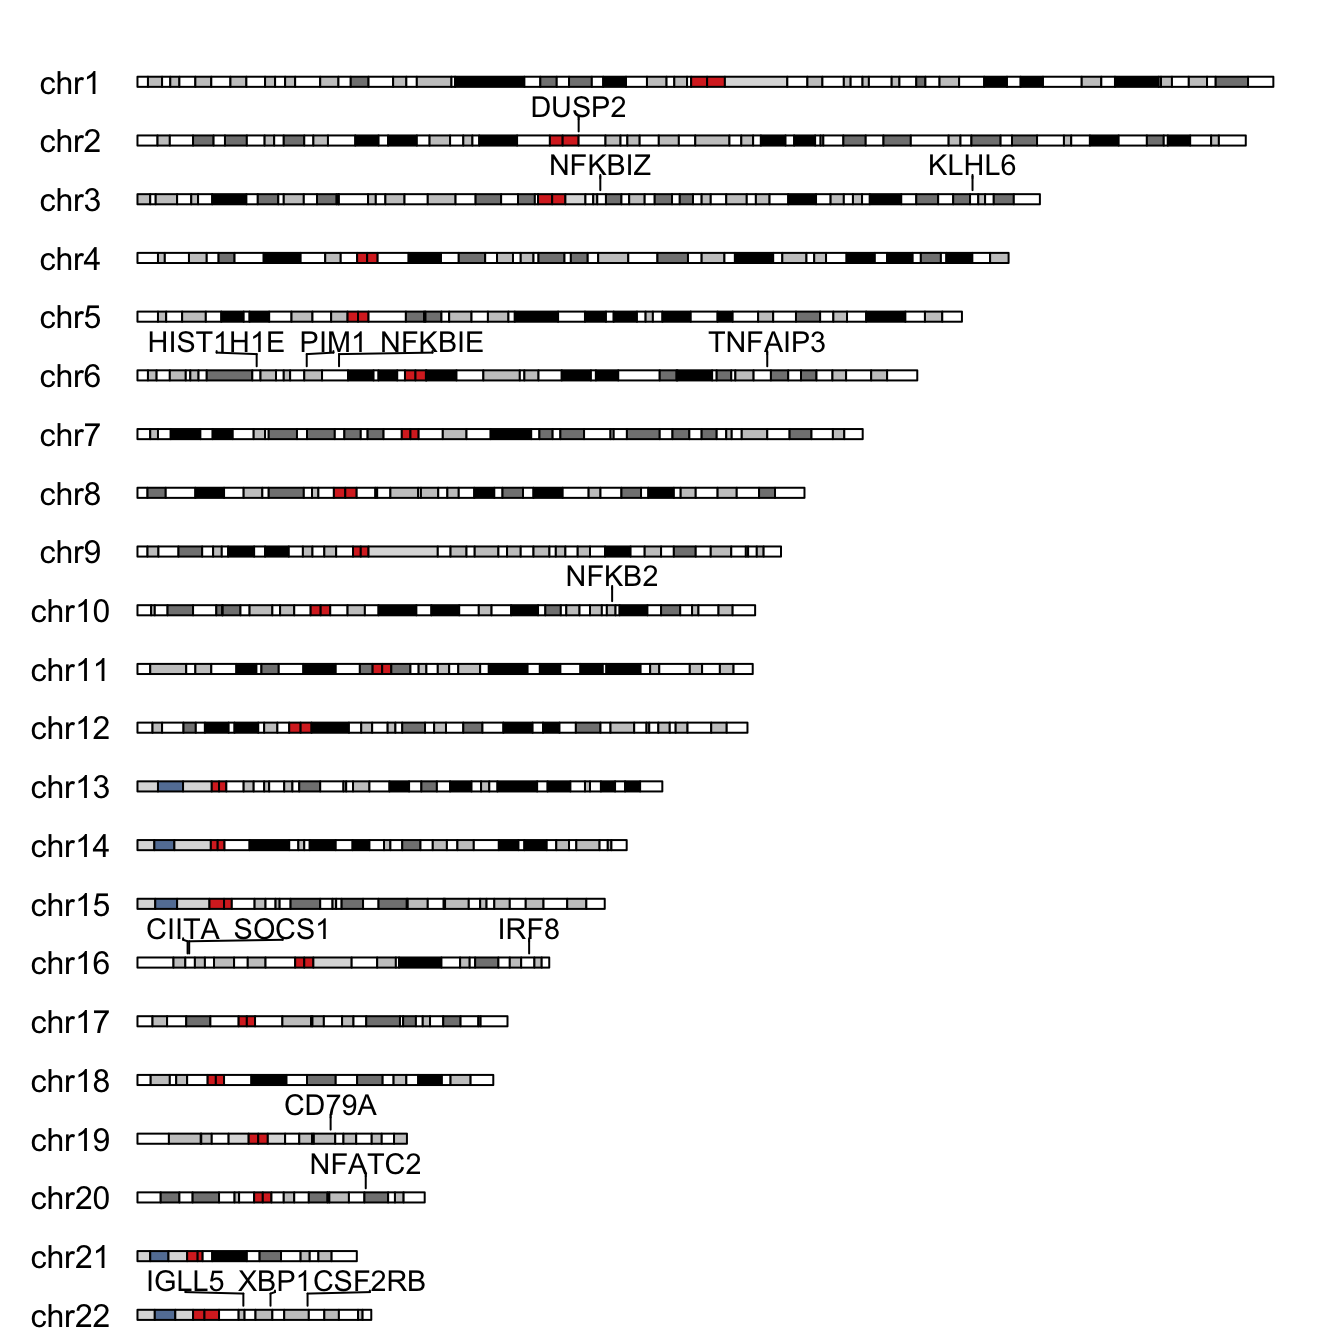 chr1
DUSP2
chr2
NFKBIZ KLHL6
chr3
chr4
chr5
HIST1H1E PIM1 NFKBIE TNFAIP3
chr6
chr7
chr8
chr9
NFKB2
chr10
chr11
chr12
chr13
chr14
chr15
CIITA SOCS1 IRF8
chr16
chr17
chr18
CD79A
chr19
NFATC2
chr20
chr21
IGLL5 XBP1 CSF2RB
chr22